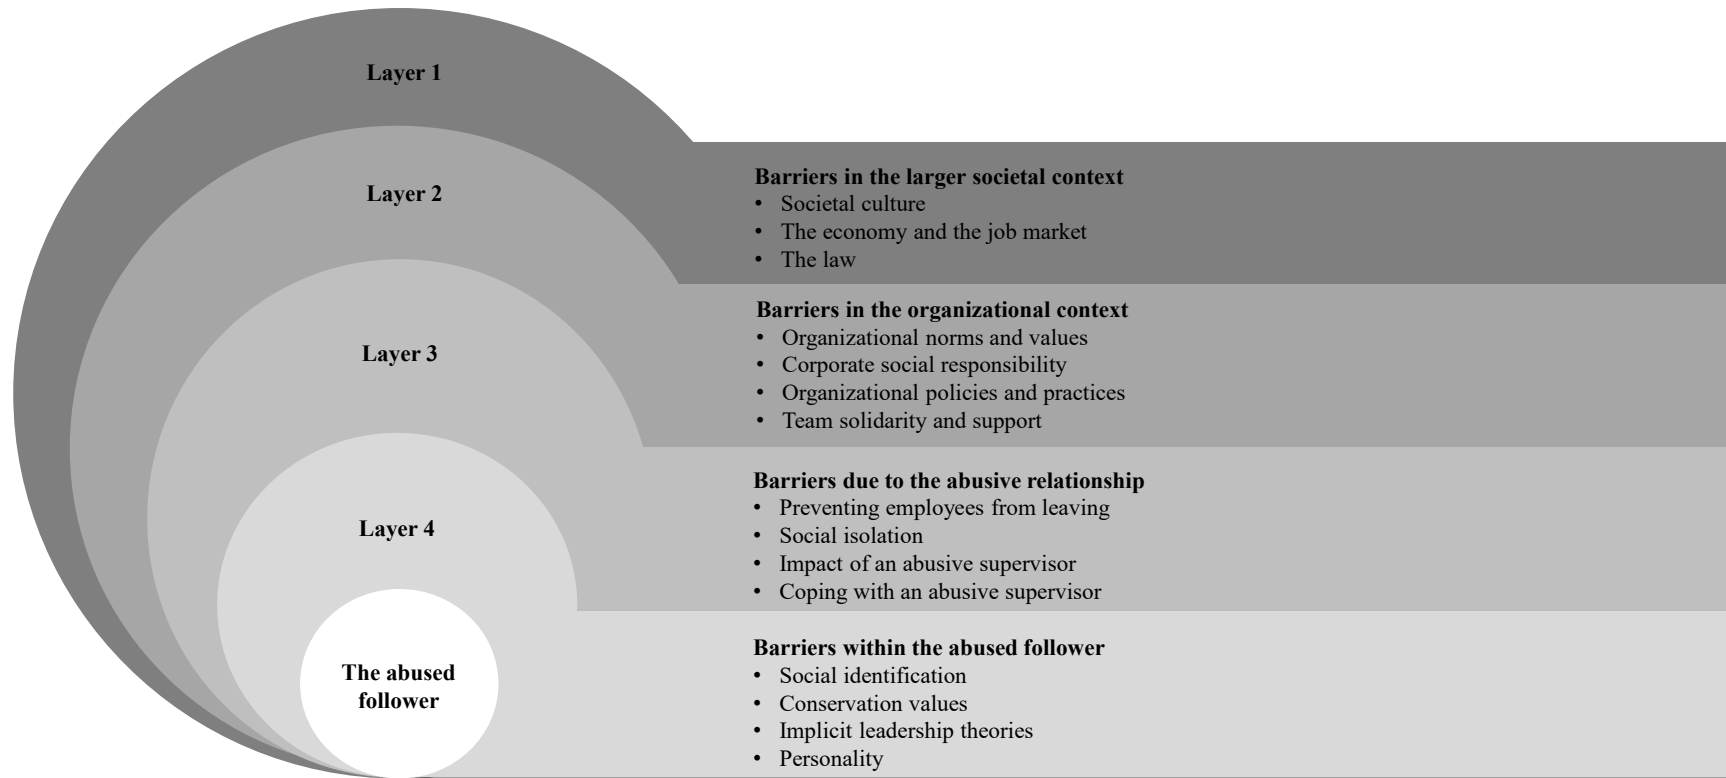 Layer 1
Layer 2
Layer 3
Layer 4
The abused
follower
Barriers in the larger societal context
• Societal culture
• The economy and the job market
• The law
Barriers in the organizational context
• Organizational norms and values
• Corporate social responsibility
• Organizational policies and practices
• Team solidarity and support
Barriers due to the abusive relationship
• Preventing employees from leaving
• Social isolation
• Impact of an abusive supervisor
• Coping with an abusive supervisor
Barriers within the abused follower
• Social identification
• Conservation values
• Implicit leadership theories
• Personality